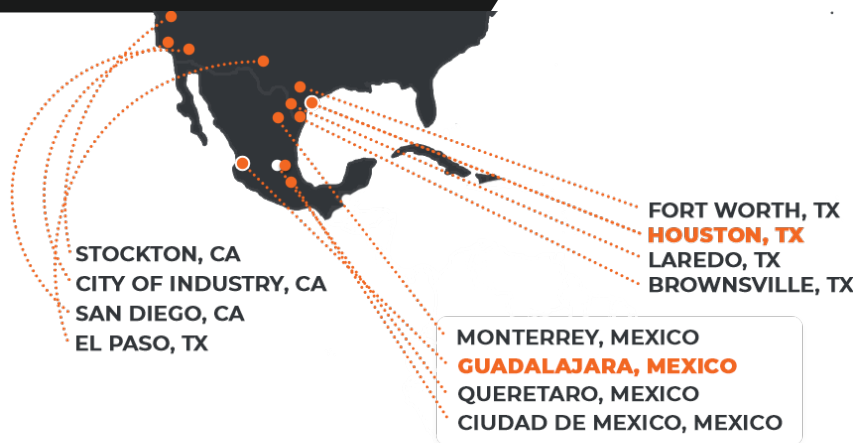 STOCKTON, CA
CITY OF INDUSTRY, CA
SAN DIEGO, CA
EL PASO, TX
FORT WORTH, TX
HOUSTON, TX
LAREDO, TX
BROWNSVILLE, TX
MONTERREY, MEXICO
GUADALAJARA, MEXICO
QUERETARO, MEXICO
CIUDAD DE MEXICO, MEXICO